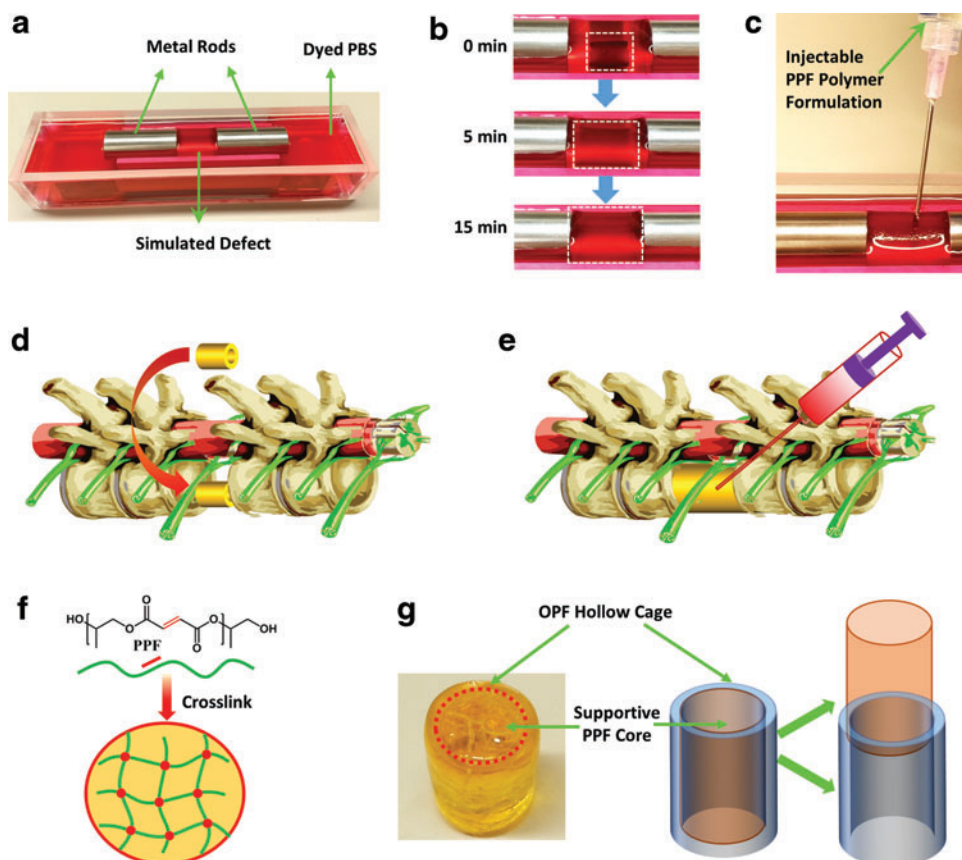 a
Metal Rods
Dyed PBS
Simulated Defect
b
0 min
5 min
15 min
c
Injectable
PPF Polymer
Formulation
d
e
f
HO
O
O
O
O
OH
PPF
Crosslink
g
OPF Hollow Cage
Supportive
PPF Core